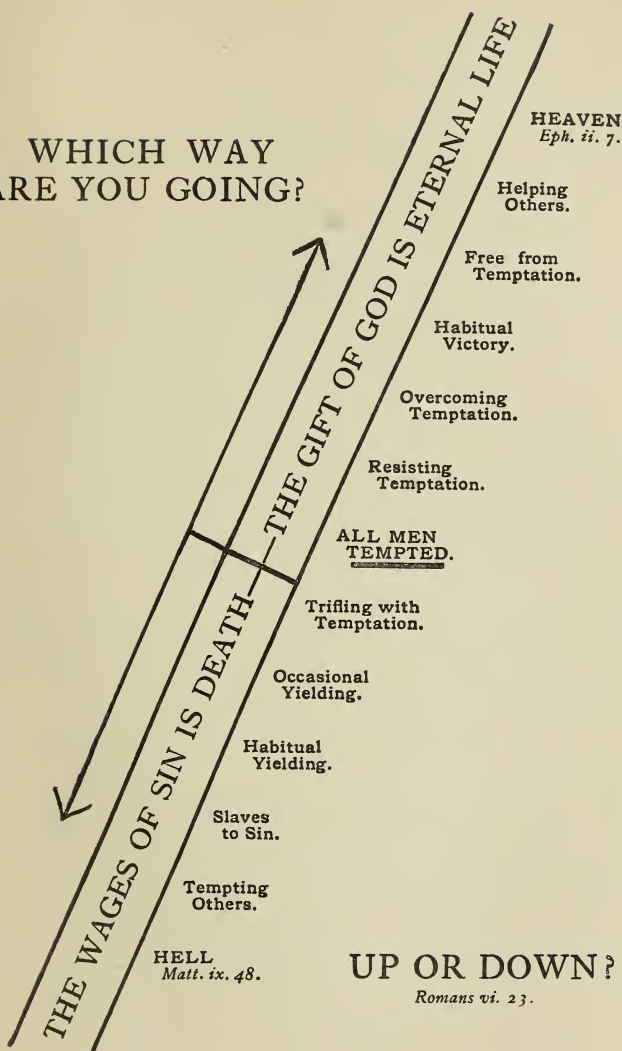 WHICH WAY
ARE YOU GOING?
THE WAGES OF SIN IS DEATH—THE GIFT OF GOD IS ETERNAL LIFE
HEAVEN
Eph. ii. 7.
Helping
Others.
Free from
Temptation.
Habitual
Victory.
Overcoming
Temptation.
Resisting
Temptation.
ALL MEN
TEMPTED.
Trifling with
Temptation.
Occasional
Yielding.
Habitual
Yielding.
Slaves
to Sin.
Tempting
Others.
HELL
Matt. ix. 48.
UP OR DOWN?
Romans vi. 23.